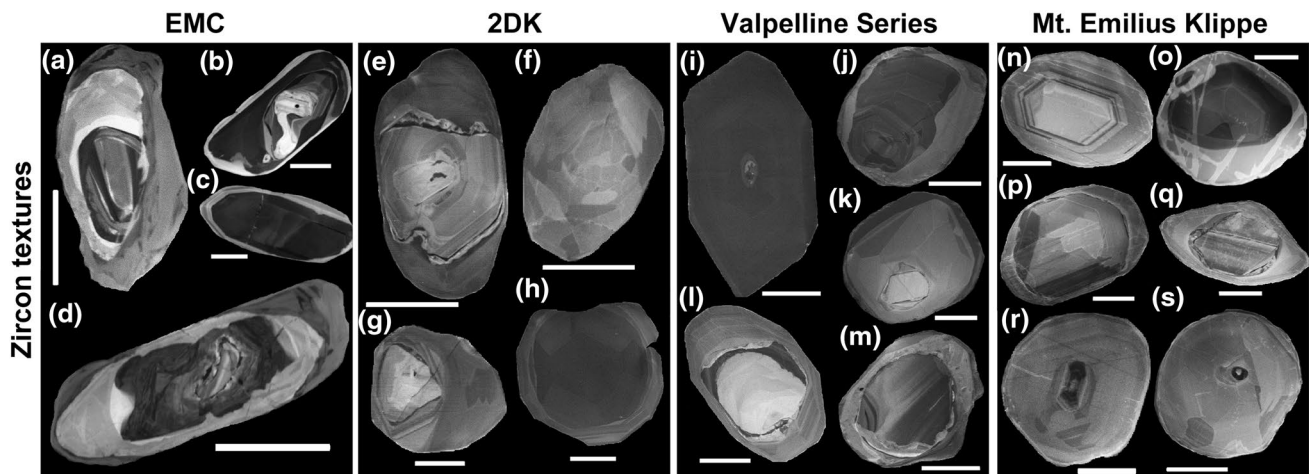 EMC
2DK
Valpelline Series
Mt. Emilius Klippe
Zircon textures
(a)
(b)
(c)
(d)
(e)
(f)
(g)
(h)
(i)
(j)
(k)
(l)
(m)
(n)
(o)
(p)
(q)
(r)
(s)